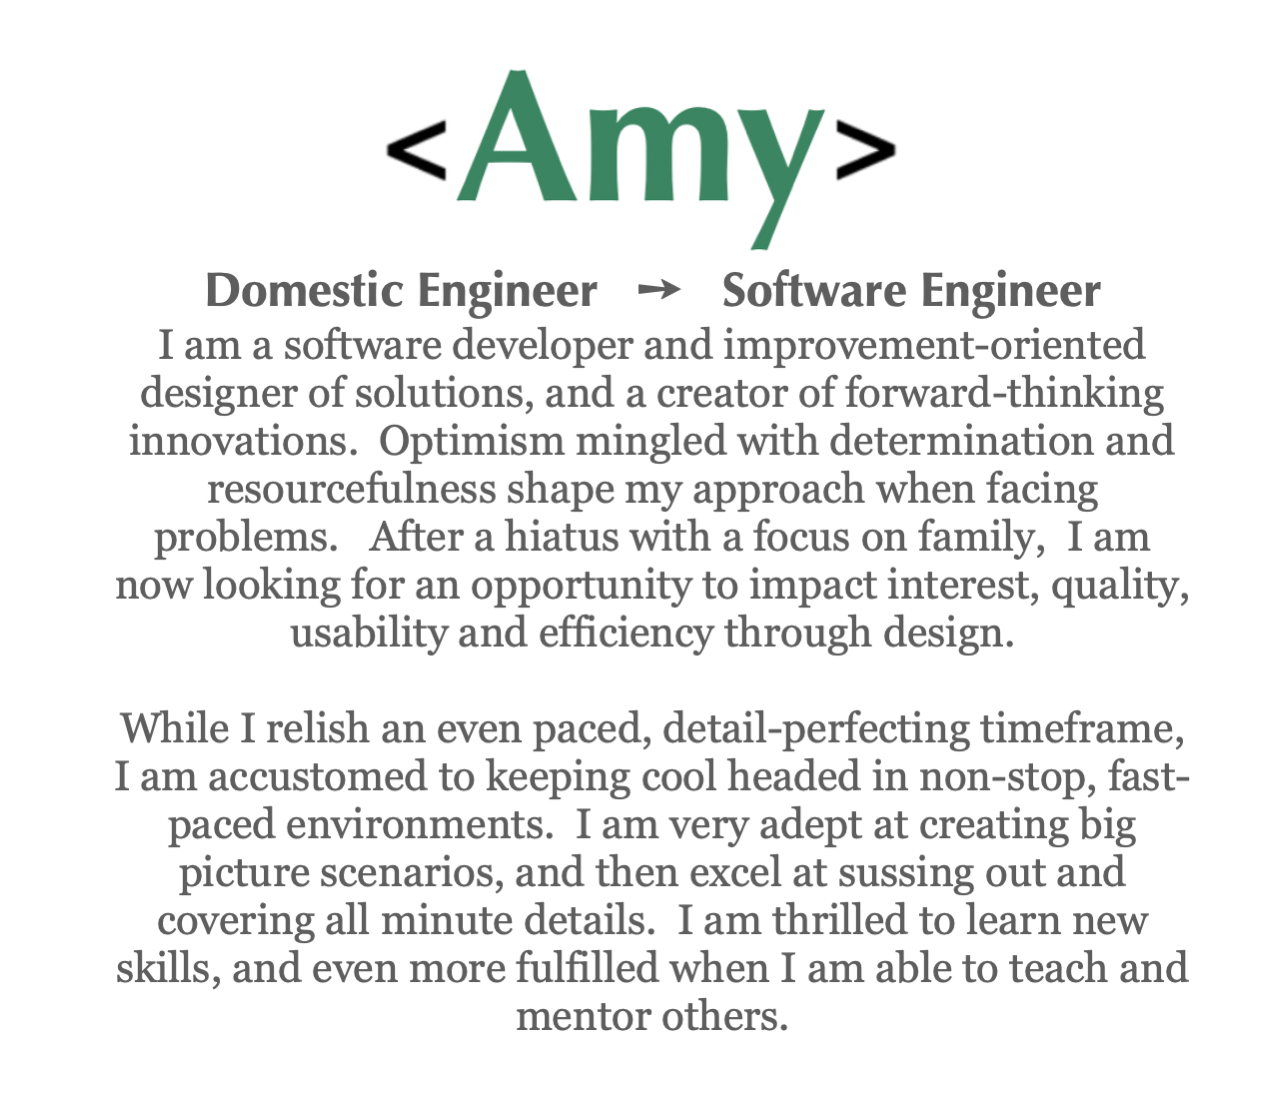 <Amy>
Domestic Engineer → Software Engineer
I am a software developer and improvement-oriented
designer of solutions, and a creator of forward-thinking
innovations.  Optimism mingled with determination and
resourcefulness shape my approach when facing
problems.   After a hiatus with a focus on family,  I am
now looking for an opportunity to impact interest, quality,
usability and efficiency through design.
While I relish an even paced, detail-perfecting timeframe,
I am accustomed to keeping cool headed in non-stop, fast-
paced environments.  I am very adept at creating big
picture scenarios, and then excel at sussing out and
covering all minute details.  I am thrilled to learn new
skills, and even more fulfilled when I am able to teach and
mentor others.